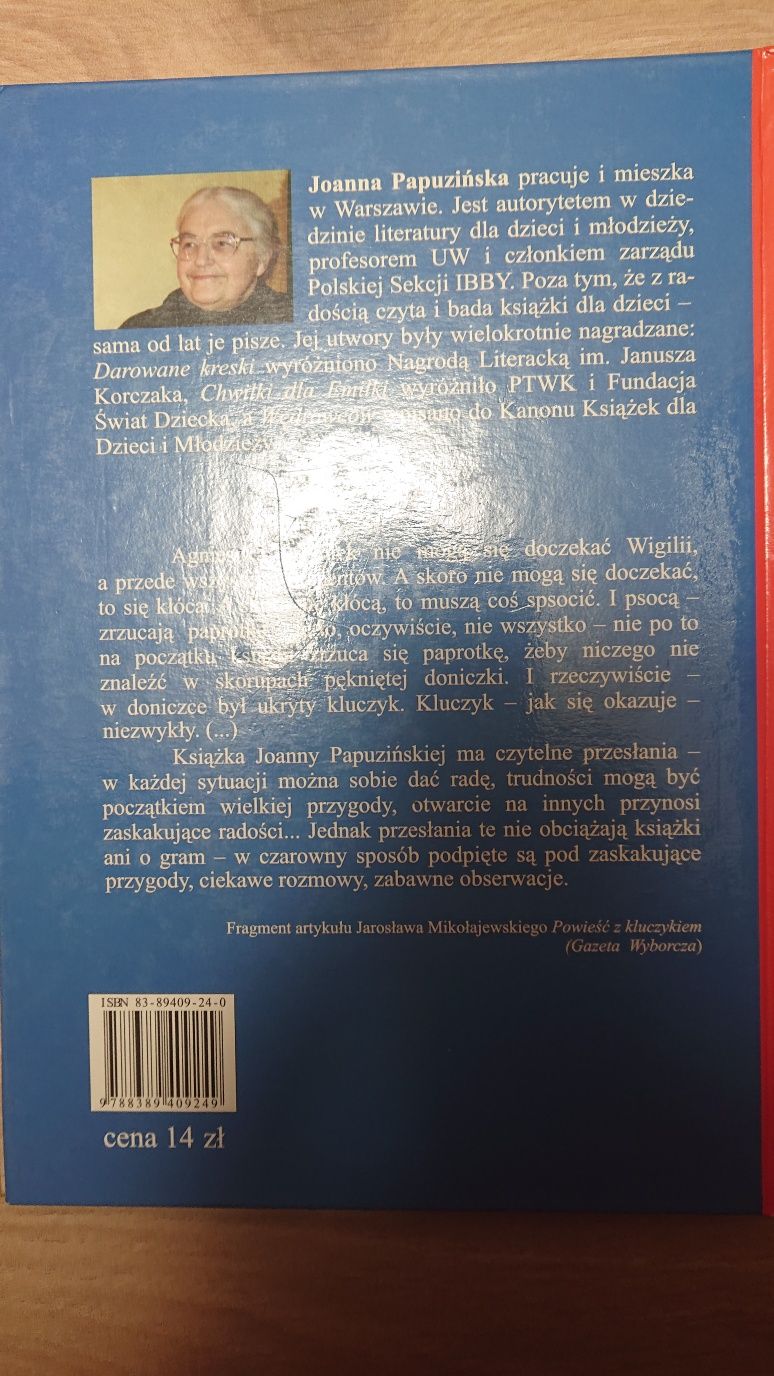 Joanna Papuzińska pracuje i mieszka
w Warszawie. Jest autorytetem w dzie-
dzinie literatury dla dzieci i młodzieży,
profesorem UW i członkiem zarządu
Polskiej Sekcji IBBY. Poza tym, że z ra-
dością czyta i bada książki dla dzieci –
sama od lat je pisze. Jej utwory były wielokrotnie nagradzane:
Darowane kreski wyróżniono Nagrodą Literacką im. Janusza
Korczaka, Chwilki dla Emilki wyróżniło PTWK i Fundacja
Świat Dziecka, a do Kanonu Książek dla
Dzieci i Młodzieży
nie mogą się doczekać Wigilii,
a przede A skoro nie mogą się doczekać,
to się kłócą. kłócą, to muszą coś spsocić. I psocą –
zrzucają oczywiście, nie wszystko – nie po to
na początku zrzuca się paprotkę, żeby niczego nie
znaleźć w skorupach pękniętej doniczki. I rzeczywiście –
w doniczce był ukryty kluczyk. Kluczyk – jak się okazuje –
niezwykły. (...)
Książka Joanny Papuzińskiej ma czytelne przesłania –
w każdej sytuacji można sobie dać radę, trudności mogą być
początkiem wielkiej przygody, otwarcie na innych przynosi
zaskakujące radości... Jednak przesłania te nie obciążają książki
ani o gram – w czarowny sposób podpięte są pod zaskakujące
przygody, ciekawe rozmowy, zabawne obserwacje.
Fragment artykułu Jarosława Mikołajewskiego Powieść z kluczykiem
(Gazeta Wyborcza)
ISBN 83-89409-24-0
9 788389 409249
cena 14 zł